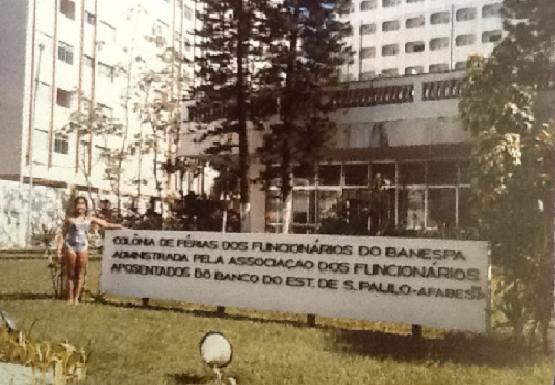 COLÔNIA DE FÉRIAS DOS FUNCIONÁRIOS DO BANESPA
ADMINISTRADA PELA ASSOCIAÇÃO DOS FUNCIONÁRIOS
APOSENTADOS DO BANCO DO EST. DE S. PAULO-AFABESP